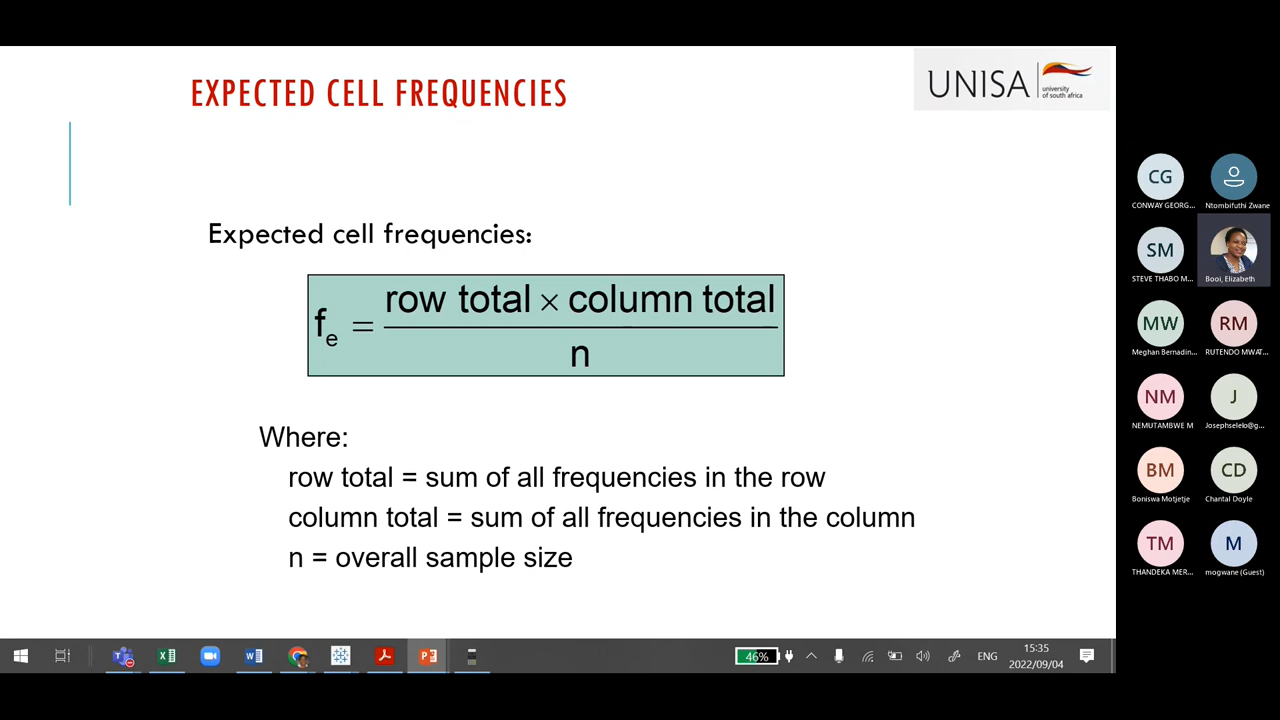 EXPECTED CELL FREQUENCIES
UNISA
university
of south africa
Expected cell frequencies:
fe = row total × column total
n
Where:
row total = sum of all frequencies in the row
column total = sum of all frequencies in the column
n = overall sample size
CG
CONWAY GEORG...
Ntombifuthi Zwane
SM
STEVE THABO M...
Booi, Elizabeth
MW
Meghan Bernadin...
RM
RUTENDO MWAT...
NM
NEMUTAMBWE M
J
Josephselelo@g...
BM
Boniswa Motjetje
CD
Chantal Doyle
TM
THANDEKA MER...
M
mogwane (Guest)
46%
ENG
15:35
2022/09/04